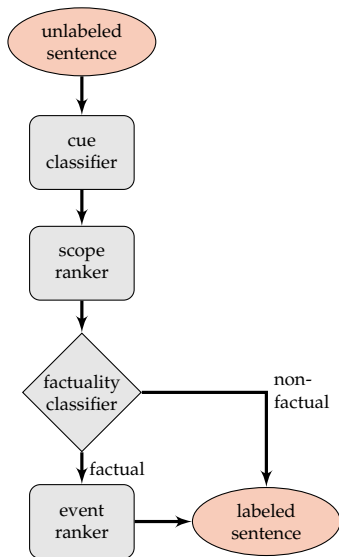 unlabeled
sentence
cue
classifier
scope
ranker
factuality
classifier
non-
factual
factual
event
ranker
labeled
sentence